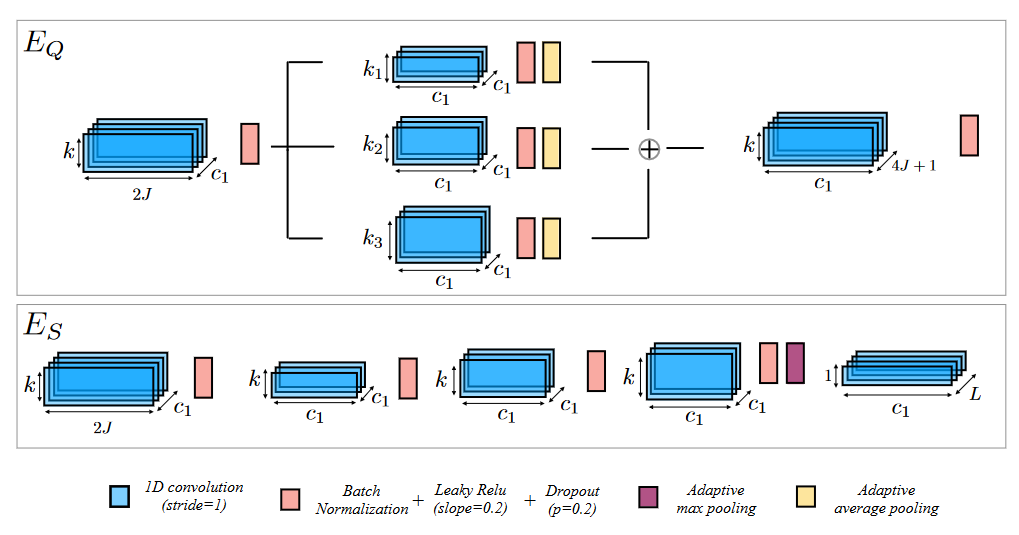 E_Q
k
2J
c_1
k_1
c_1
c_1
k_2
c_1
c_1
k_3
c_1
c_1
⊕
k
c_1
4J + 1
E_S
k
2J
c_1
k
c_1
c_1
k
c_1
c_1
k
c_1
c_1
1
c_1
L
1D convolution
(stride=1)
Batch
Normalization
+
Leaky Relu
(slope=0.2)
+
Dropout
(p=0.2)
Adaptive
max pooling
Adaptive
average pooling